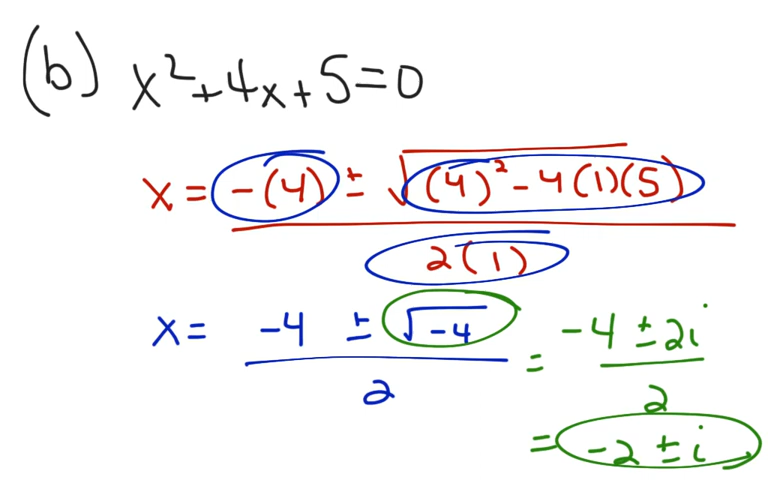 (b) x²+4x+5=0
x = -(4) ± √(4)²-4(1)(5)
2(1)
x = -4 ± √-4 = -4 ± 2i
2 2
= -2 ± i